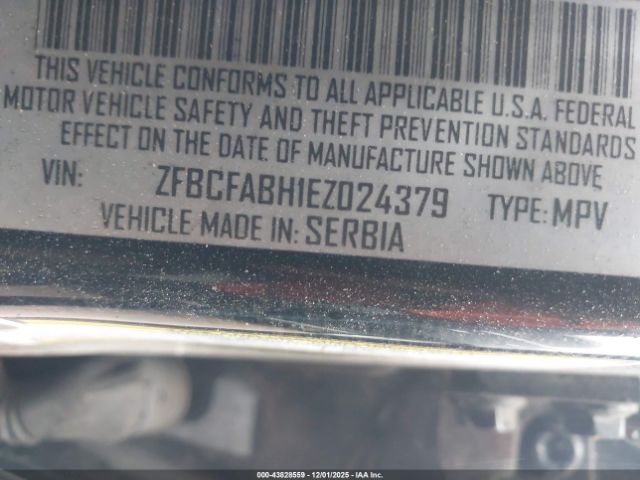 THIS VEHICLE CONFORMS TO ALL APPLICABLE U.S.A. FEDERAL
MOTOR VEHICLE SAFETY AND THEFT PREVENTION STANDARDS
EFFECT ON THE DATE OF MANUFACTURE SHOWN ABOVE
VIN: ZFBCFABH1EZ024379 TYPE: MPV
VEHICLE MADE IN: SERBIA
000-43828559 | 12/01/2025 - IAA Inc.